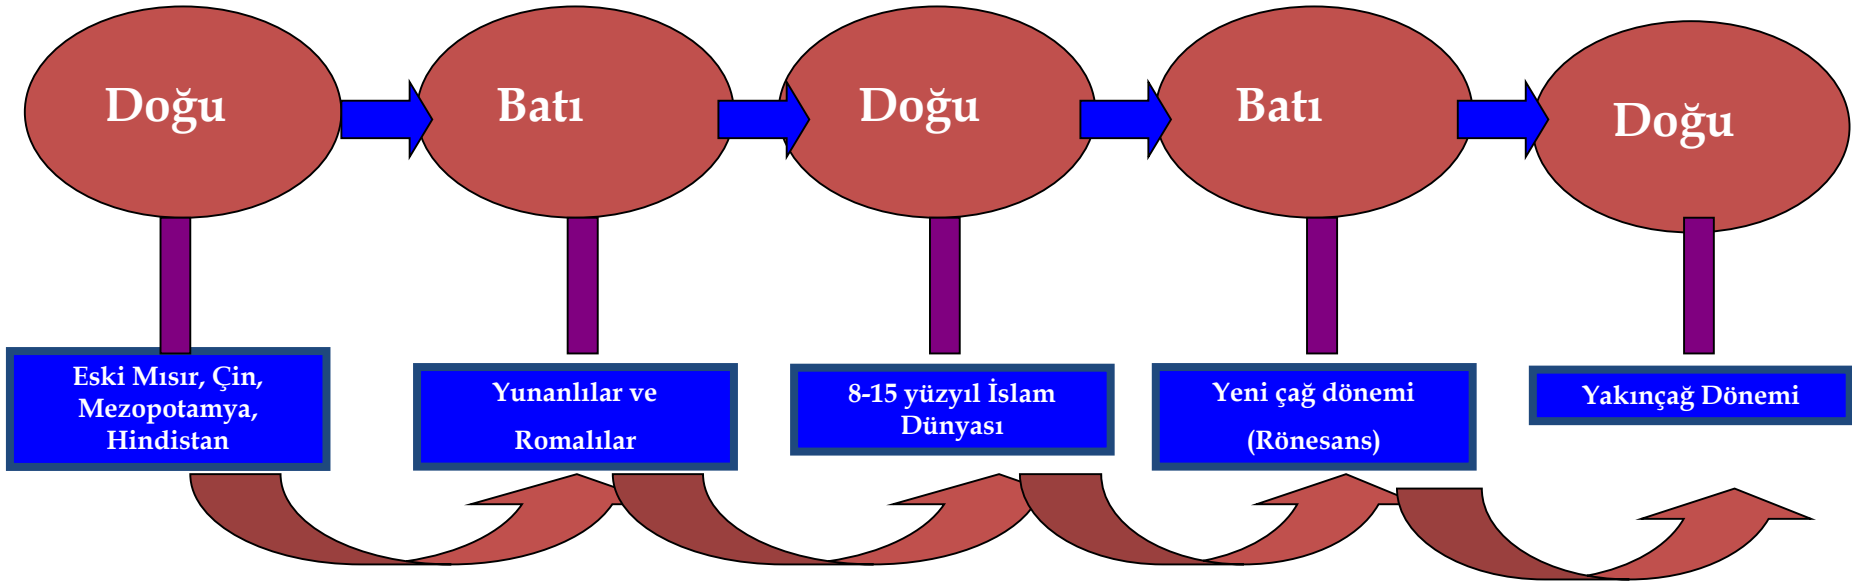 Doğu
Batı
Doğu
Batı
Doğu
Eski Mısır, Çin,
Mezopotamya,
Hindistan
Yunanlılar ve
Romalılar
8-15 yüzyıl İslam
Dünyası
Yeni çağ dönemi
(Rönesans)
Yakınçağ Dönemi